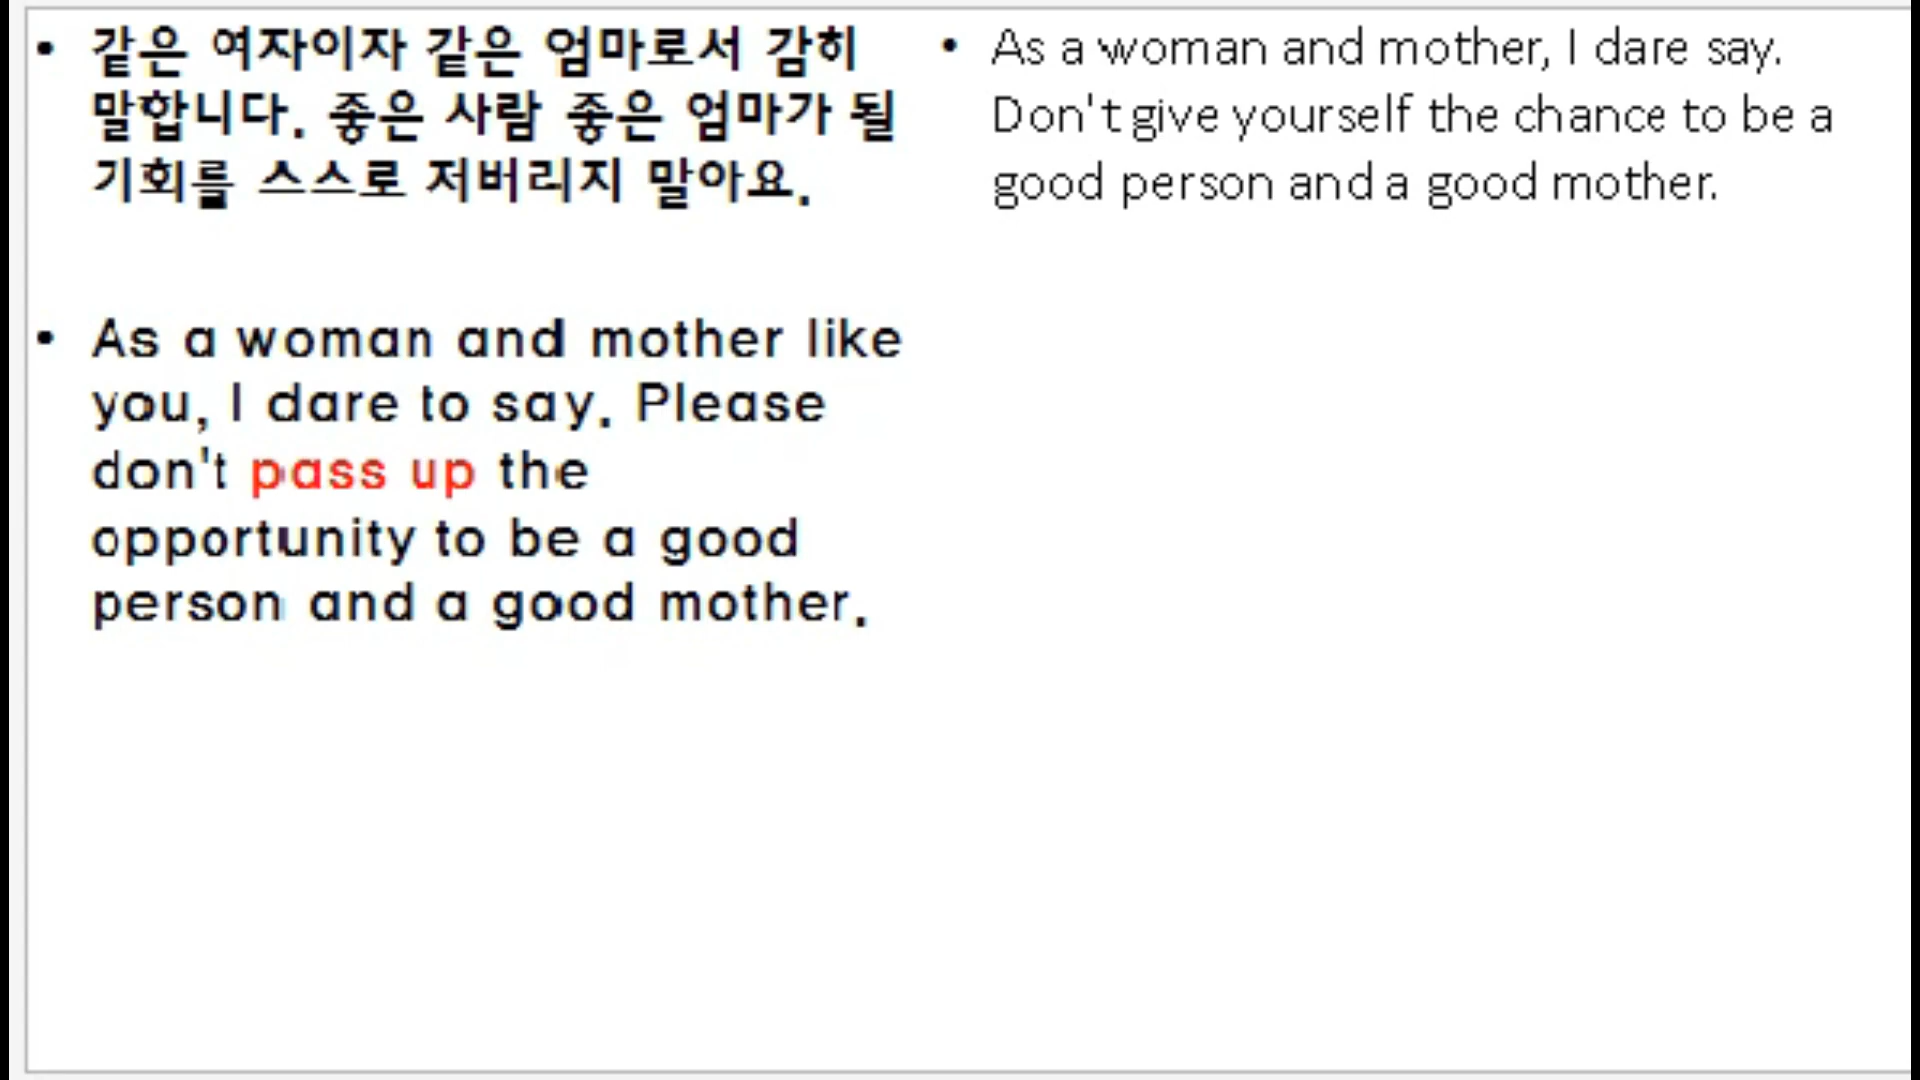 • 같은 여자이자 같은 엄마로서 감히
말합니다. 좋은 사람 좋은 엄마가 될
기회를 스스로 저버리지 말아요.
• As a woman and mother like
you, I dare to say. Please
don't pass up the
opportunity to be a good
person and a good mother.
• As a woman and mother, I dare say.
Don't give yourself the chance to be a
good person and a good mother.